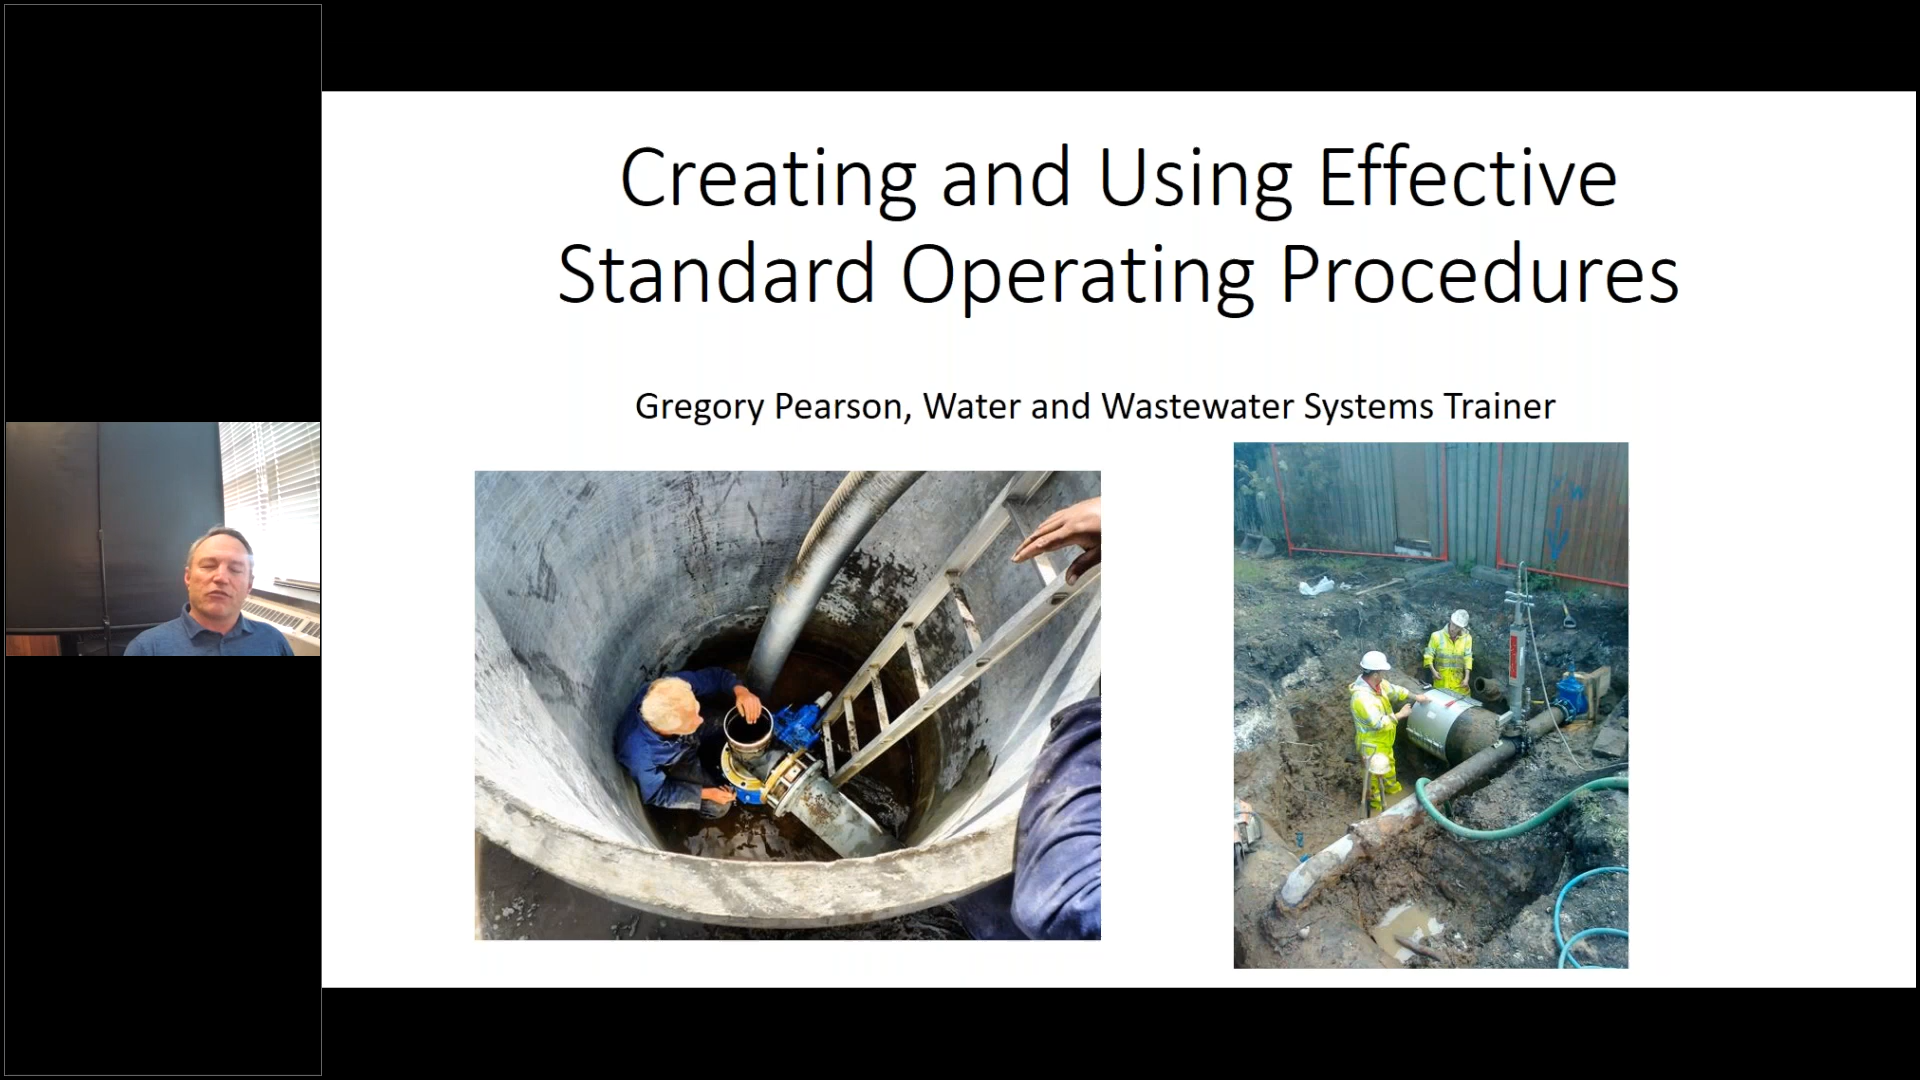 Creating and Using Effective
Standard Operating Procedures
Gregory Pearson, Water and Wastewater Systems Trainer